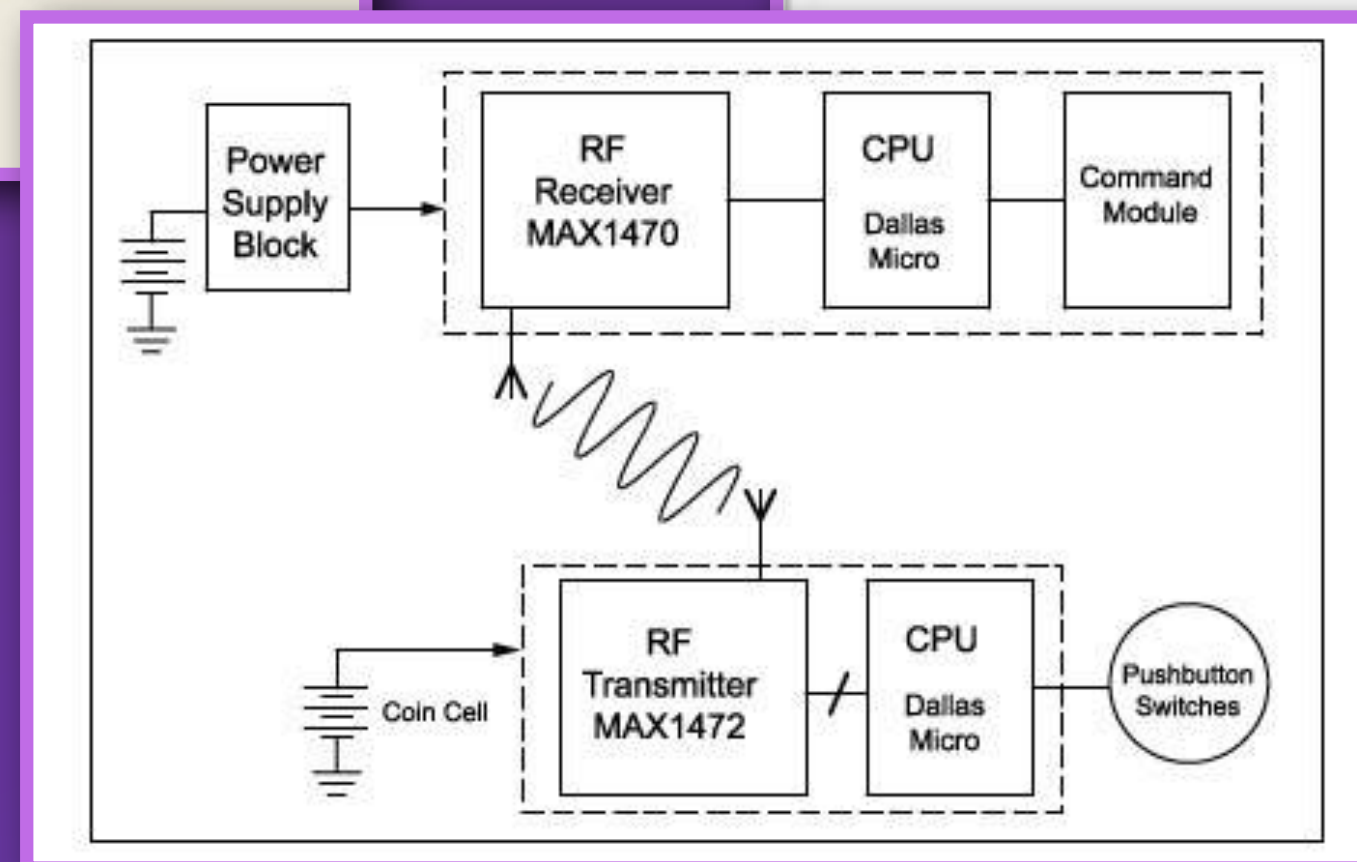 Power
Supply
Block
RF
Receiver
MAX1470
CPU
Dallas
Micro
Command
Module
Coin Cell
RF
Transmitter
MAX1472
CPU
Dallas
Micro
Pushbutton
Switches